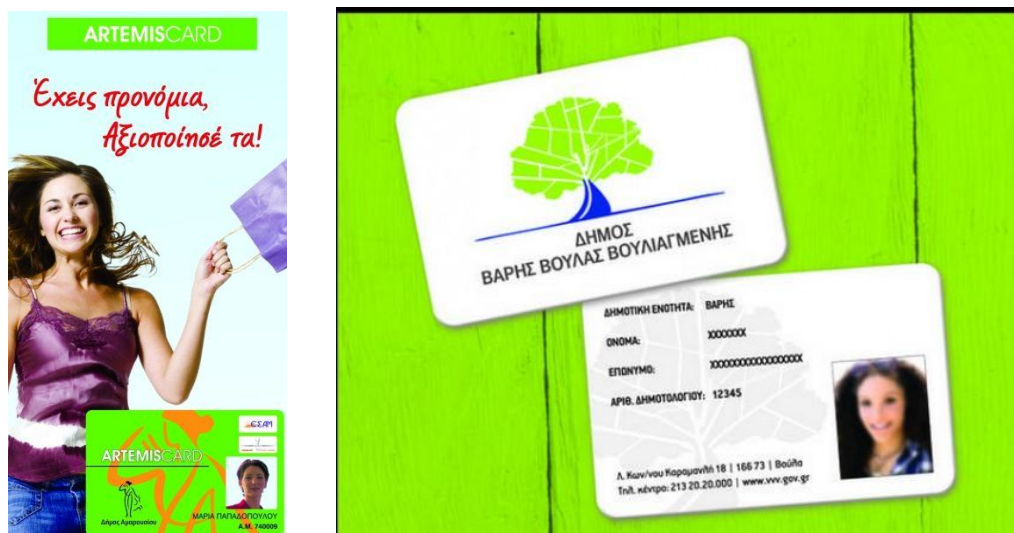 ARTEMISCARD
Έχεις προνόμια,
Αξιοποίησέ τα!
ARTEMISCARD
Δήμος Αμαρουσίου
ΜΑΡΙΑ ΠΑΠΑΔΟΠΟΥΛΟΥ
Α.Μ. 740009
ΔΗΜΟΣ
ΒΑΡΗΣ ΒΟΥΛΑΣ ΒΟΥΛΙΑΓΜΕΝΗΣ
ΔΗΜΟΤΙΚΗ ΕΝΟΤΗΤΑ: ΒΑΡΗΣ
ΟΝΟΜΑ: XXXXXXX
ΕΠΩΝΥΜΟ: XXXXXXXXXXXXXXXXX
ΑΡΙΘ. ΔΗΜΟΤΟΛΟΓΙΟΥ: 12345
Λ. Κων/νου Καραμανλή 18 | 166 73 | Βούλα
Τηλ. κέντρο: 213 20.20.000 | www.vvv.gov.gr